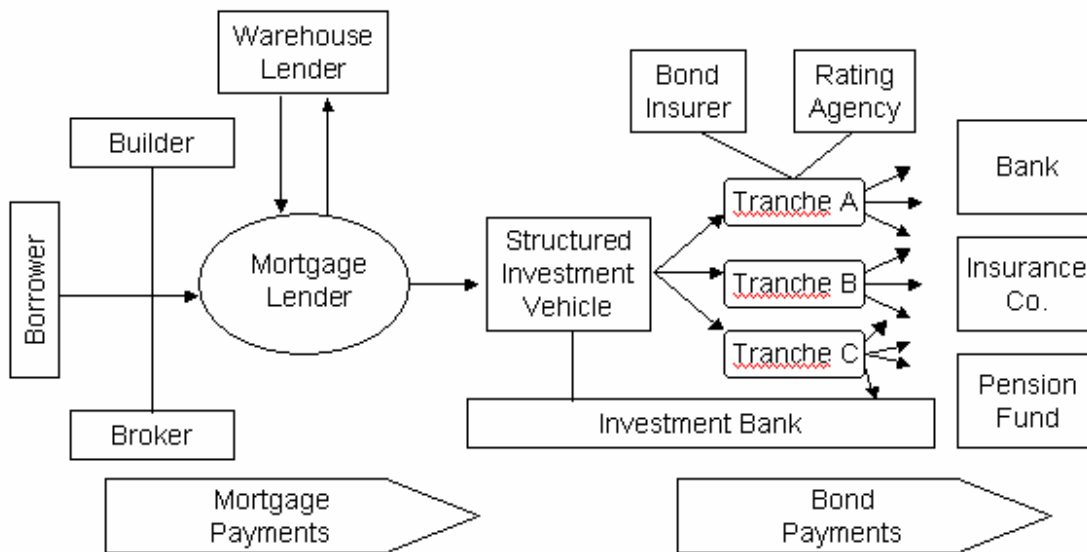 Warehouse
Lender
Bond
Insurer
Rating
Agency
Builder
Bank
Tranche A
Borrower
Mortgage
Lender
Structured
Investment
Vehicle
Tranche B
Insurance
Co.
Tranche C
Pension
Fund
Broker
Investment Bank
Mortgage
Payments
Bond
Payments